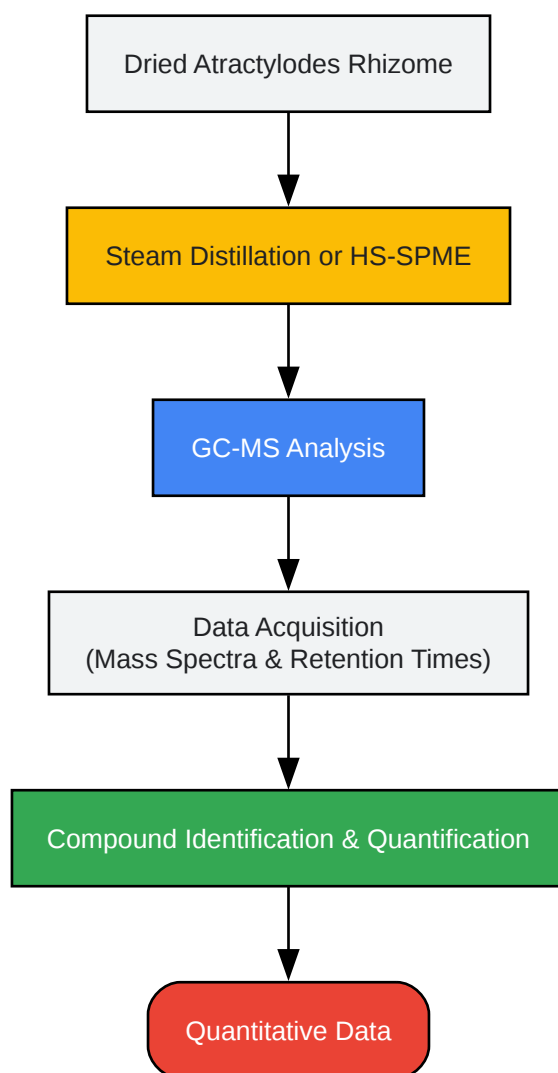 Dried Atractylodes Rhizome
Steam Distillation or HS-SPME
GC-MS Analysis
Data Acquisition
(Mass Spectra & Retention Times)
Compound Identification & Quantification
Quantitative Data